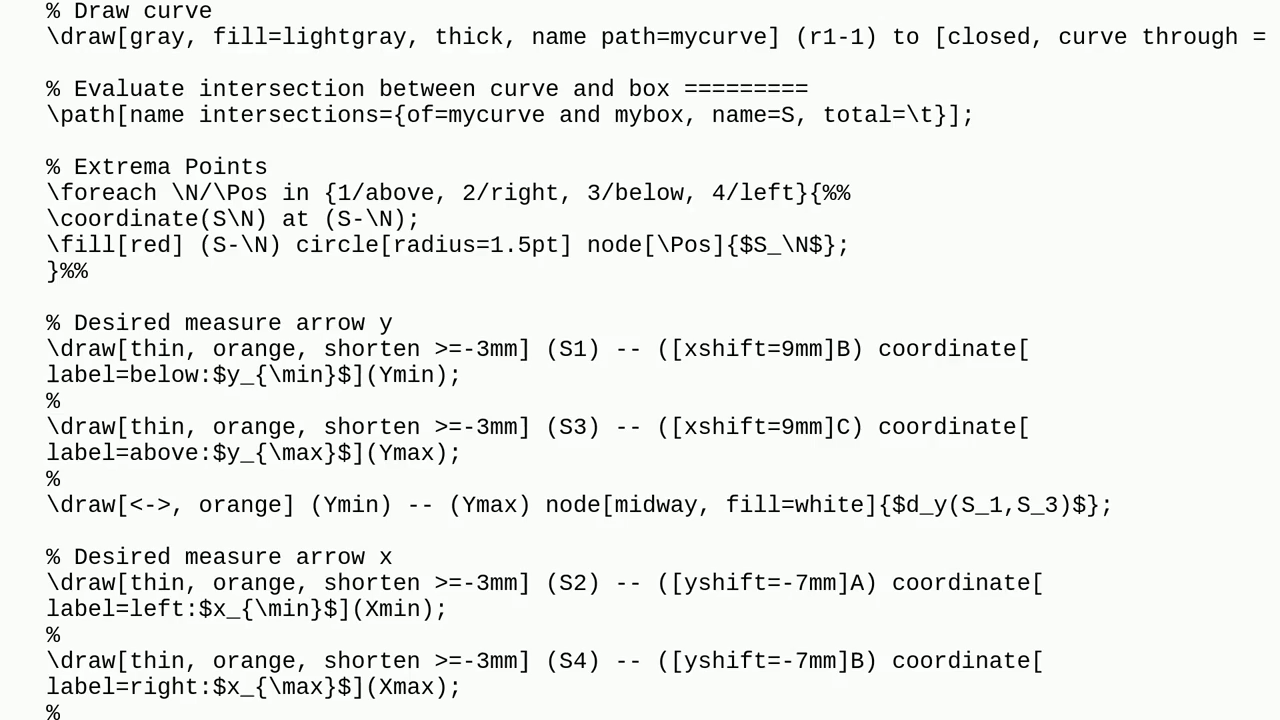 % Draw curve
\draw[gray, fill=lightgray, thick, name path=mycurve] (r1-1) to [closed, curve through =
% Evaluate intersection between curve and box =========
\path[name intersections={of=mycurve and mybox, name=S, total=\t}];
% Extrema Points
\foreach \N/\Pos in {1/above, 2/right, 3/below, 4/left}{%%
\coordinate(S\N) at (S-\N);
\fill[red] (S-\N) circle[radius=1.5pt] node[\Pos]{$S_\N$};
}%%
% Desired measure arrow y
\draw[thin, orange, shorten >=-3mm] (S1) -- ([xshift=9mm]B) coordinate[
label=below:$y_{\min}$](Ymin);
%
\draw[thin, orange, shorten >=-3mm] (S3) -- ([xshift=9mm]C) coordinate[
label=above:$y_{\max}$](Ymax);
%
\draw[<->, orange] (Ymin) -- (Ymax) node[midway, fill=white]{$d_y(S_1,S_3)$};
% Desired measure arrow x
\draw[thin, orange, shorten >=-3mm] (S2) -- ([yshift=-7mm]A) coordinate[
label=left:$x_{\min}$](Xmin);
%
\draw[thin, orange, shorten >=-3mm] (S4) -- ([yshift=-7mm]B) coordinate[
label=right:$x_{\max}$](Xmax);
%